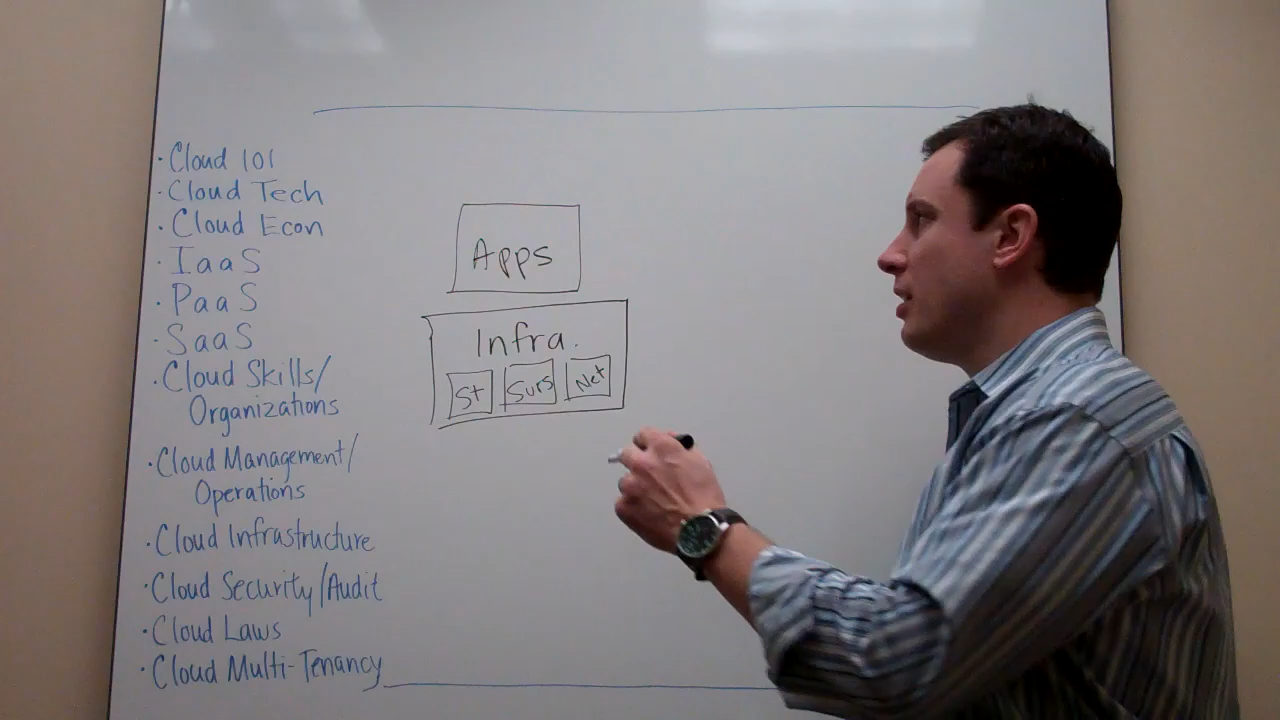 · Cloud 101
· Cloud Tech
· Cloud Econ
· IaaS
· PaaS
· SaaS
· Cloud Skills/
Organizations
· Cloud Management/
Operations
· Cloud Infrastructure
· Cloud Security/Audit
· Cloud Laws
· Cloud Multi-Tenancy
Apps
Infra.
St Surs Net